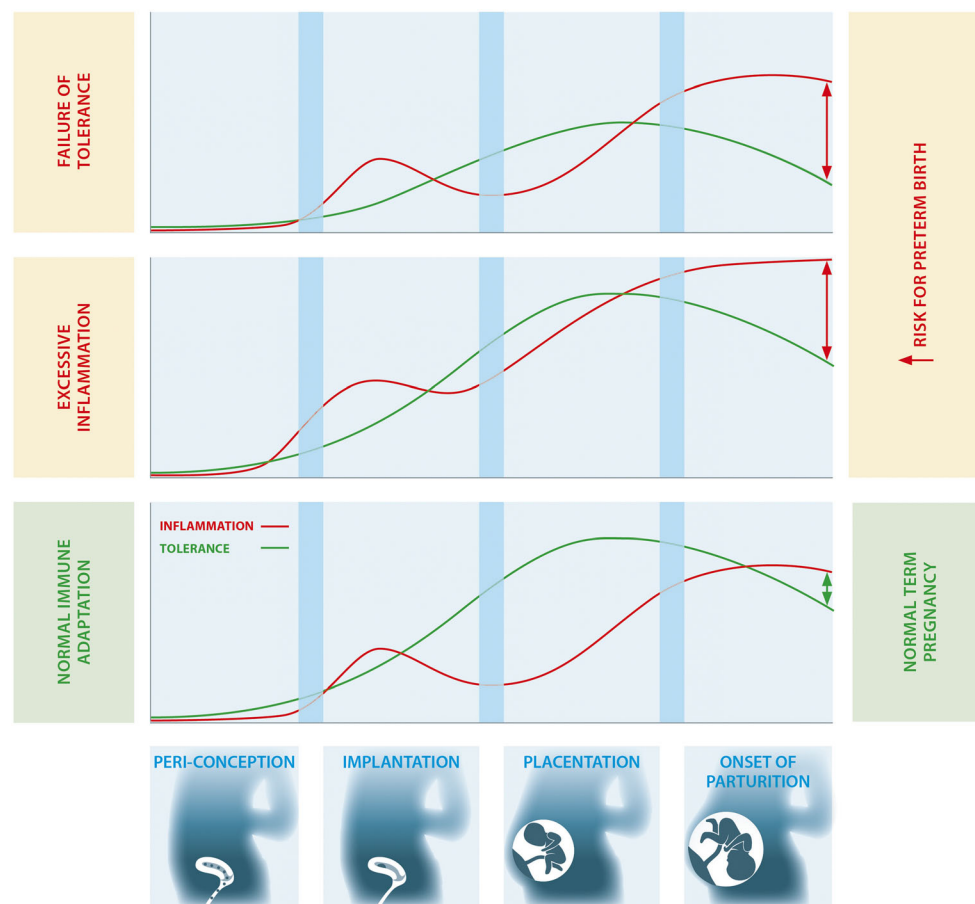 FAILURE OF
TOLERANCE
EXCESSIVE
INFLAMMATION
RISK FOR PRETERM BIRTH
NORMAL IMMUNE
ADAPTATION
INFLAMMATION
TOLERANCE
NORMAL TERM
PREGNANCY
PERI-CONCEPTION
IMPLANTATION
PLACENTATION
ONSET OF
PARTURITION